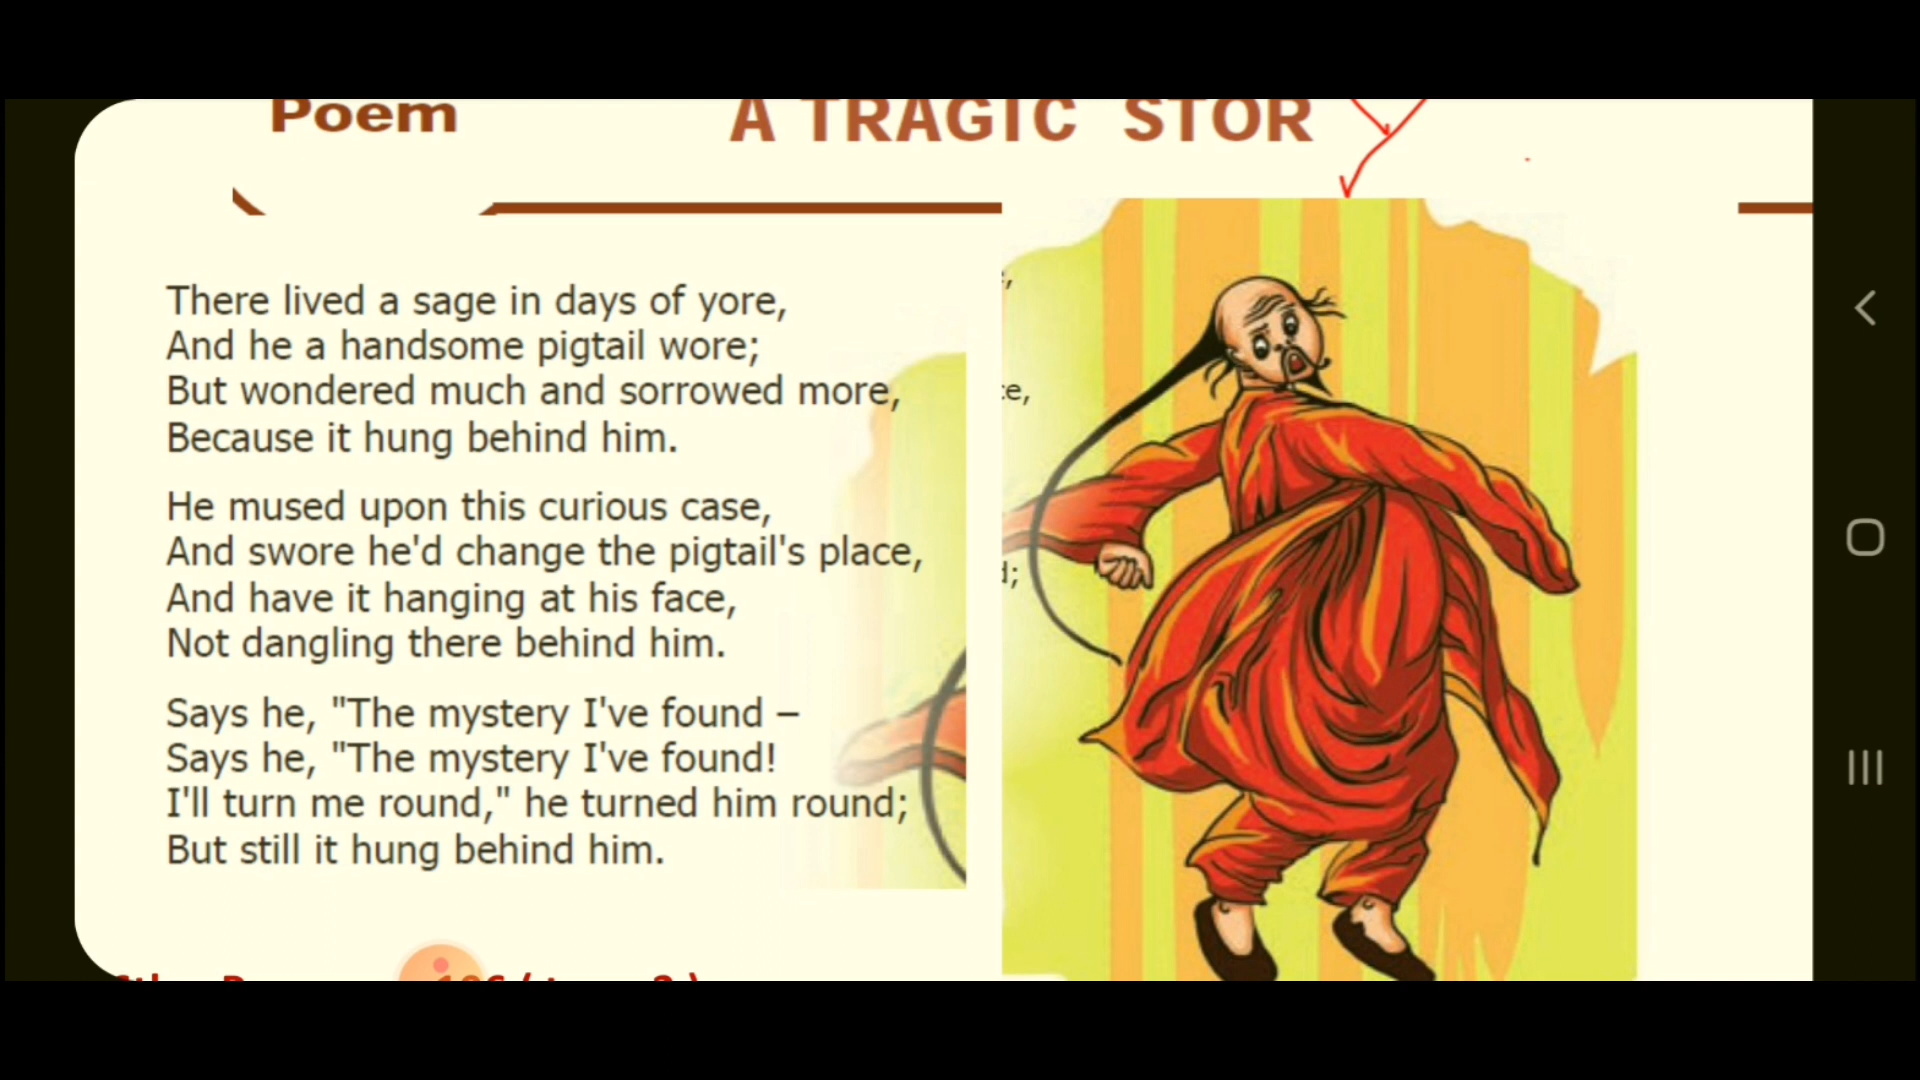 Poem
A TRAGIC STOR
There lived a sage in days of yore,
And he a handsome pigtail wore;
But wondered much and sorrowed more,
Because it hung behind him.
He mused upon this curious case,
And swore he'd change the pigtail's place,
And have it hanging at his face,
Not dangling there behind him.
Says he, "The mystery I've found –
Says he, "The mystery I've found!
I'll turn me round," he turned him round;
But still it hung behind him.